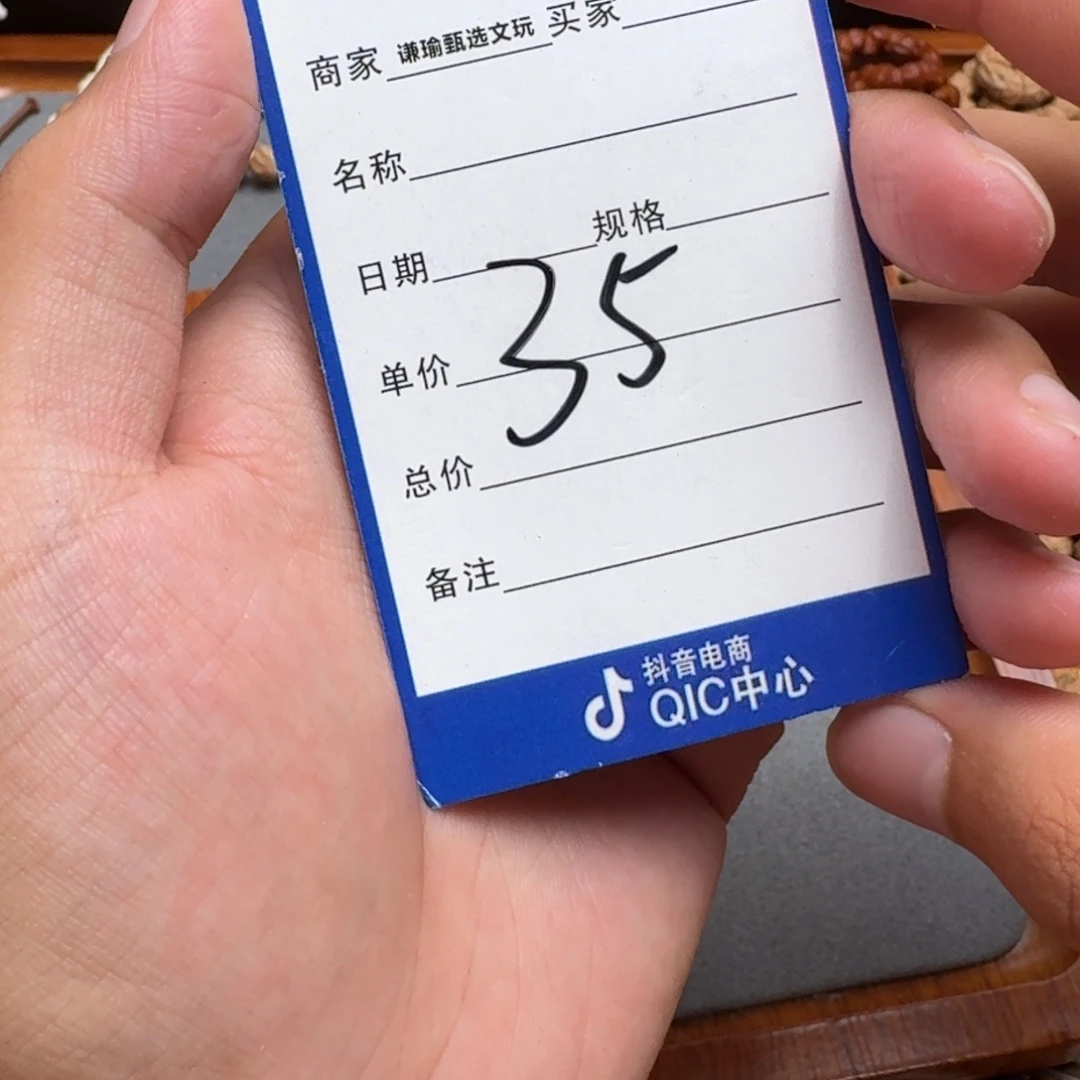 商家 谦瑜甄选文玩 买家
名称
日期 规格
35
单价
总价
备注
抖音电商
QIC中心